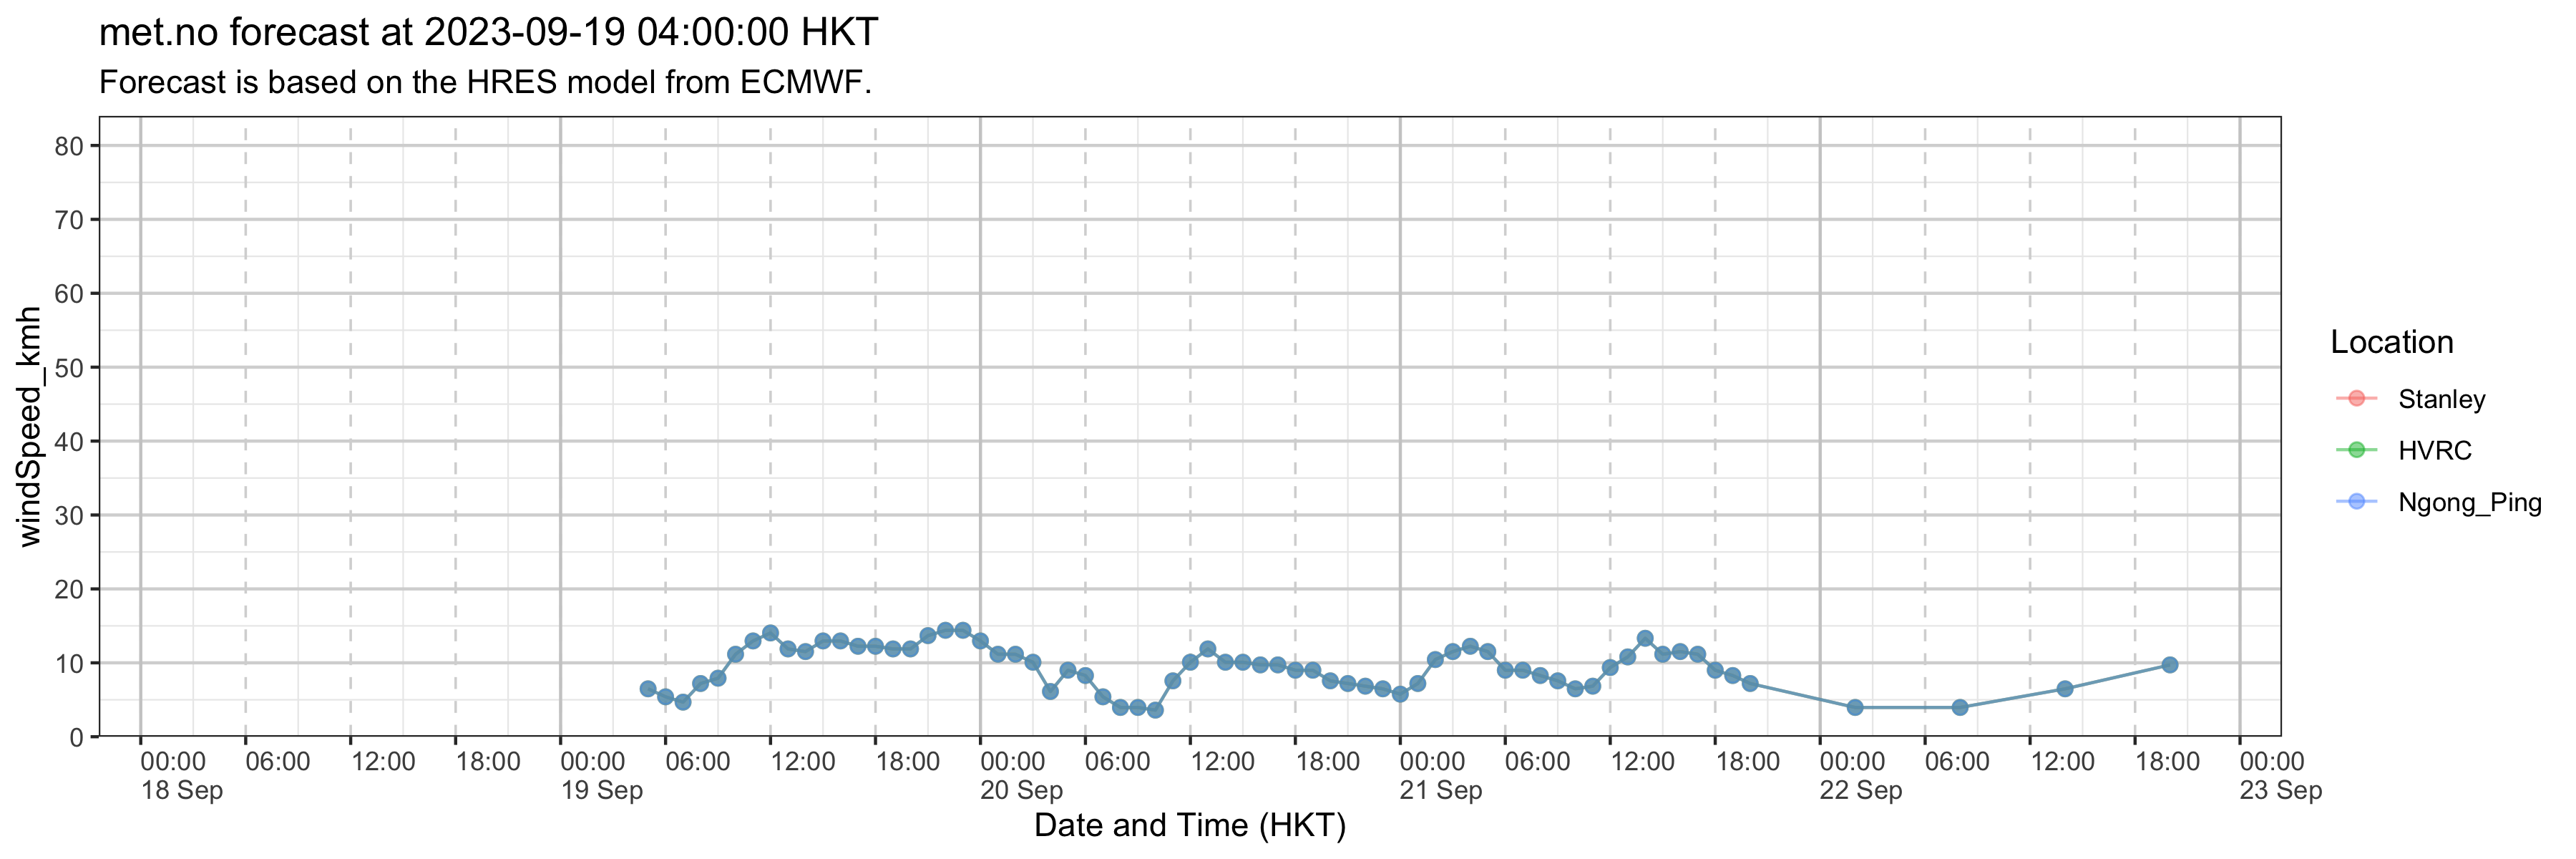 met.no forecast at 2023-09-19 04:00:00 HKT
Forecast is based on the HRES model from ECMWF.
80
70
60
50
40
30
20
10
0
windSpeed_kmh
00:00 06:00 12:00 18:00 00:00 06:00 12:00 18:00 00:00 06:00 12:00 18:00 00:00 06:00 12:00 18:00 00:00 06:00 12:00 18:00 00:00
18 Sep 19 Sep 20 Sep 21 Sep 22 Sep 23 Sep
Date and Time (HKT)
Location
Stanley
HVRC
Ngong_Ping